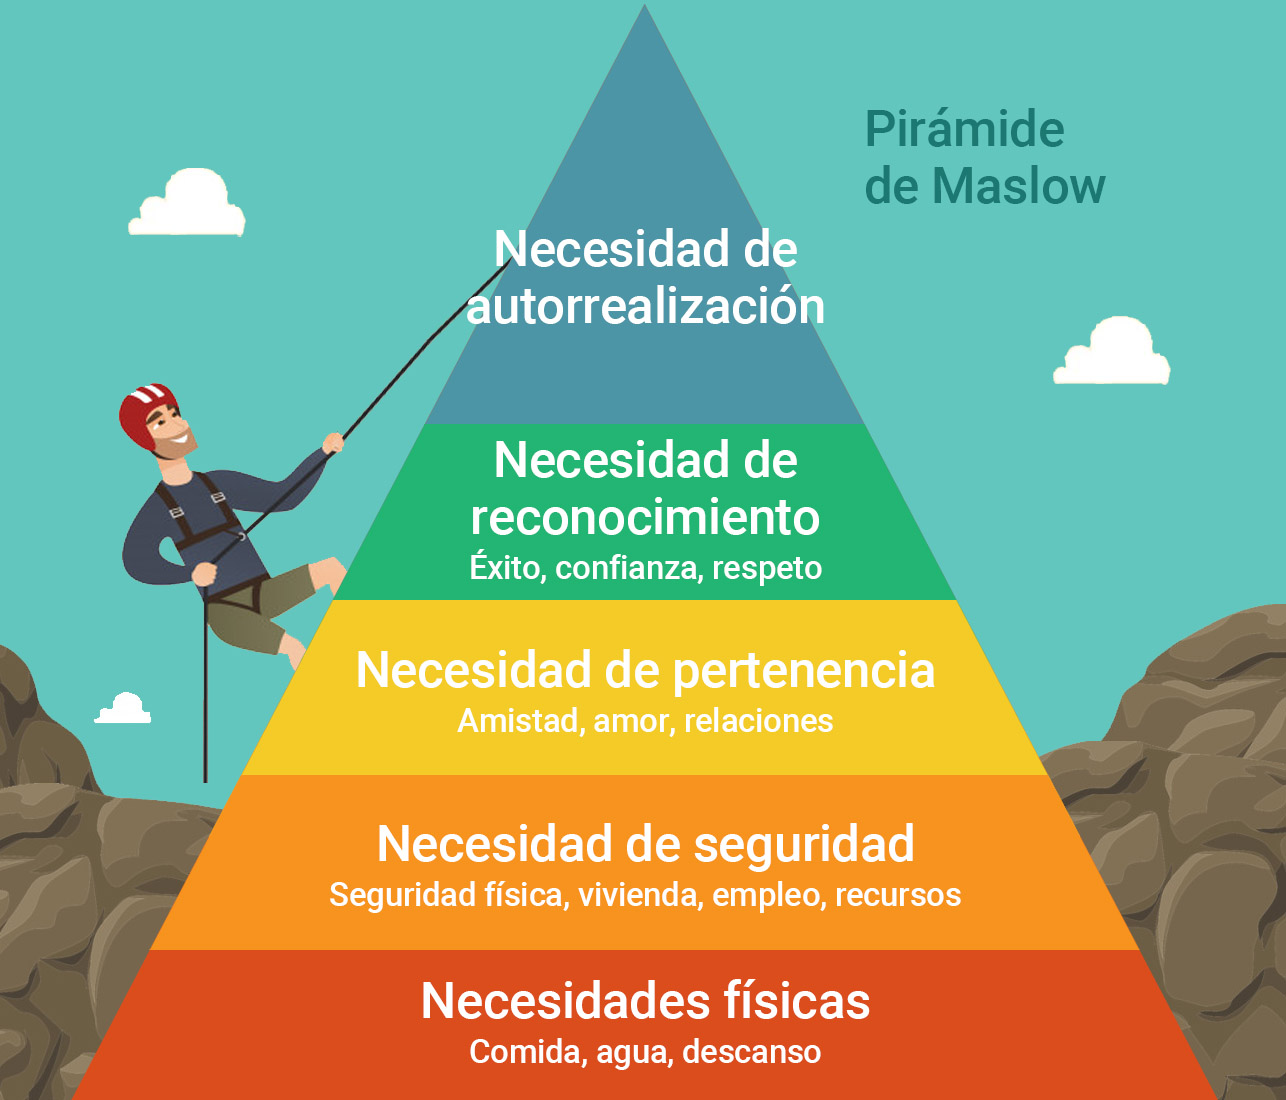 Pirámide
de Maslow
Necesidad de
autorrealización
Necesidad de
reconocimiento
Éxito, confianza, respeto
Necesidad de pertenencia
Amistad, amor, relaciones
Necesidad de seguridad
Seguridad física, vivienda, empleo, recursos
Necesidades físicas
Comida, agua, descanso